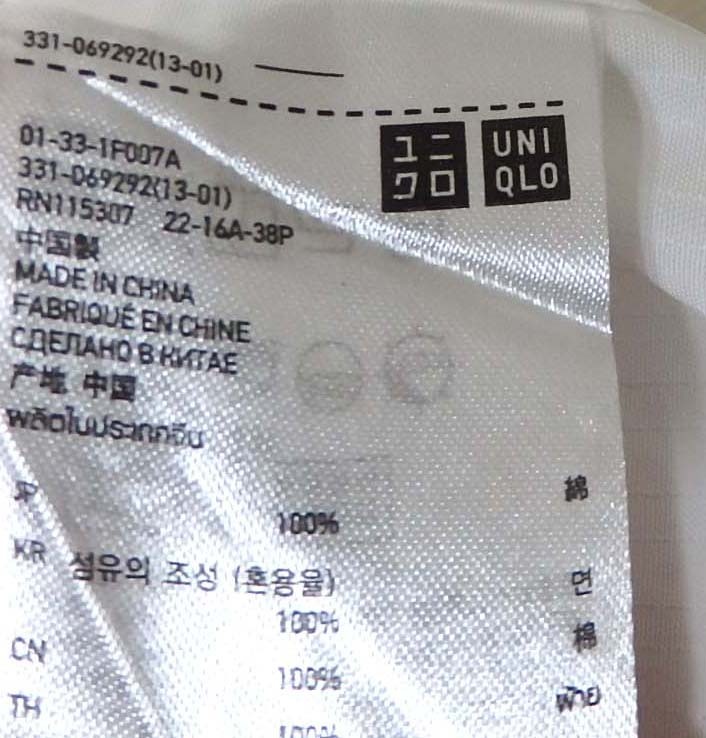 331-069292(13-01)
ユニ
クロ
UNI
QLO
01-33-1F007A
331-069292(13-01)
RN115307 22-16A-38P
中国製
MADE IN CHINA
FABRIQUÉ EN CHINE
СДЕЛАНО В КИТАЕ
产地 中国
ผลิตในประเทศจีน
JP
100% 綿
KR 섬유의 조성 (혼용율)
100% 면
CN 100% 棉
TH 100% ฝ้าย